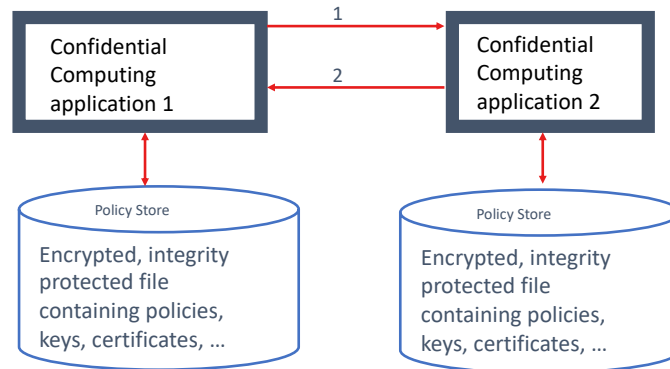 1
Confidential
Computing
application 1
2
Confidential
Computing
application 2
Policy Store
Encrypted, integrity
protected file
containing policies,
keys, certificates, …
Policy Store
Encrypted, integrity
protected file
containing policies,
keys, certificates, …